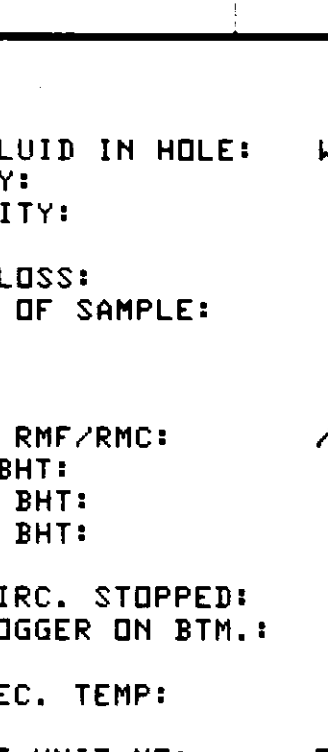 LUID IN HOLE:
Y:
ITY:
LOSS:
OF SAMPLE:
RMF/RMC: /
BHT:
BHT:
BHT:
IRC. STOPPED:
OGGER ON BTM.:
EC. TEMP: